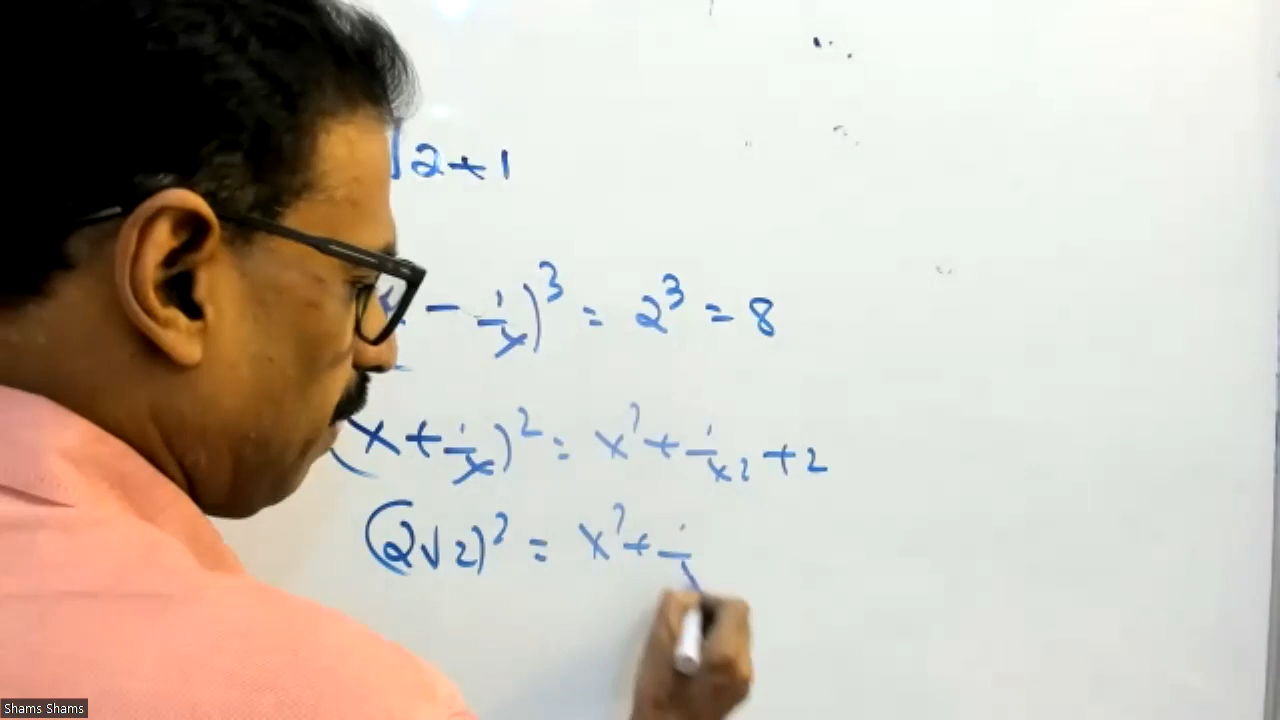 √2+1
- 1/x)³ = 2³ = 8
(x + 1/x)² = x² + 1/x² + 2
(2√2)² = x² + 1/
Shams Shams